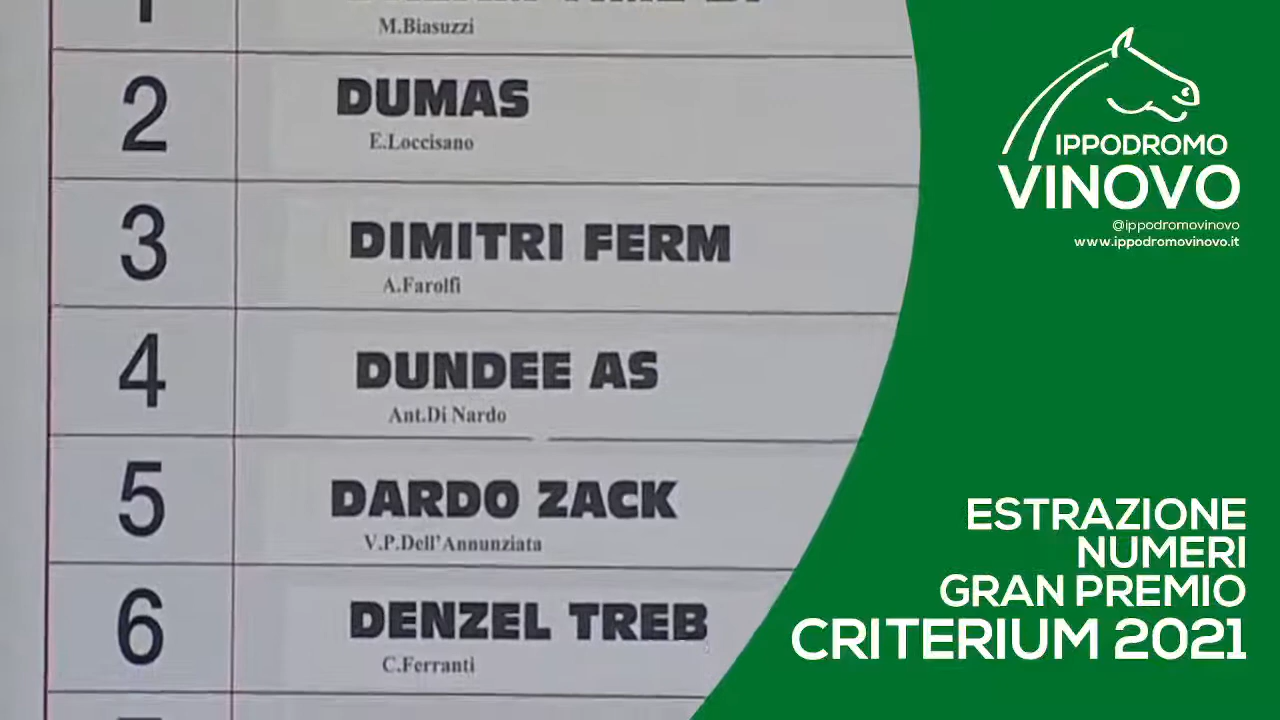 1
M.Biasuzzi
2
DUMAS
E.Loccisano
3
DIMITRI FERM
A.Farolfi
4
DUNDEE AS
Ant.Di Nardo
5
DARDO ZACK
V.P.Dell'Annunziata
6
DENZEL TREB
C.Ferranti
IPPODROMO
VINOVO
@ippodromovinovo
www.ippodromovinovo.it
ESTRAZIONE
NUMERI
GRAN PREMIO
CRITERIUM 2021